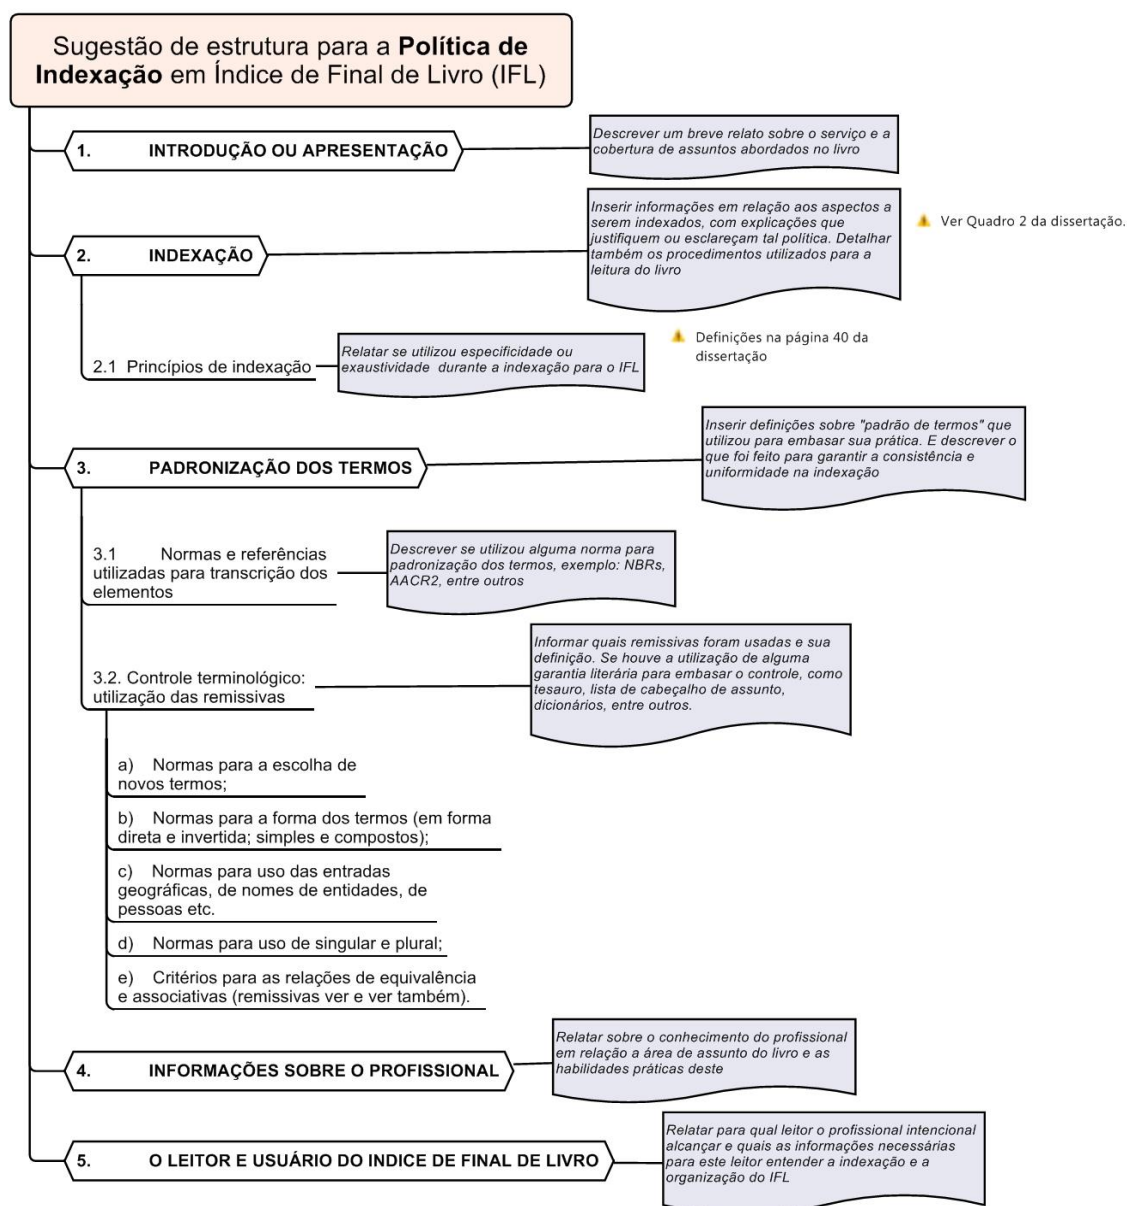 Sugestão de estrutura para a Política de
Indexação em Índice de Final de Livro (IFL)
1. INTRODUÇÃO OU APRESENTAÇÃO
Descrever um breve relato sobre o serviço e a
cobertura de assuntos abordados no livro
2. INDEXAÇÃO
Inserir informações em relação aos aspectos a
serem indexados, com explicações que
justifiquem ou esclareçam tal política. Detalhar
também os procedimentos utilizados para a
leitura do livro
Ver Quadro 2 da dissertação.
2.1 Princípios de indexação
Relatar se utilizou especificidade ou
exaustividade durante a indexação para o IFL
Definições na página 40 da
dissertação
3. PADRONIZAÇÃO DOS TERMOS
Inserir definições sobre "padrão de termos" que
utilizou para embasar sua prática. E descrever o
que foi feito para garantir a consistência e
uniformidade na indexação
3.1 Normas e referências
utilizadas para transcrição dos
elementos
Descrever se utilizou alguma norma para
padronização dos termos, exemplo: NBRs,
AACR2, entre outros
3.2. Controle terminológico:
utilização das remissivas
Informar quais remissivas foram usadas e sua
definição. Se houve a utilização de alguma
garantia literária para embasar o controle, como
tesauro, lista de cabeçalho de assunto,
dicionários, entre outros.
a) Normas para a escolha de
novos termos;
b) Normas para a forma dos termos (em forma
direta e invertida; simples e compostos);
c) Normas para uso das entradas
geográficas, de nomes de entidades, de
pessoas etc.
d) Normas para uso de singular e plural;
e) Critérios para as relações de equivalência
e associativas (remissivas ver e ver também).
4. INFORMAÇÕES SOBRE O PROFISSIONAL
Relatar sobre o conhecimento do profissional
em relação a área de assunto do livro e as
habilidades práticas deste
5. O LEITOR E USUÁRIO DO INDICE DE FINAL DE LIVRO
Relatar para qual leitor o profissional intencional
alcançar e quais as informações necessárias
para este leitor entender a indexação e a
organização do IFL